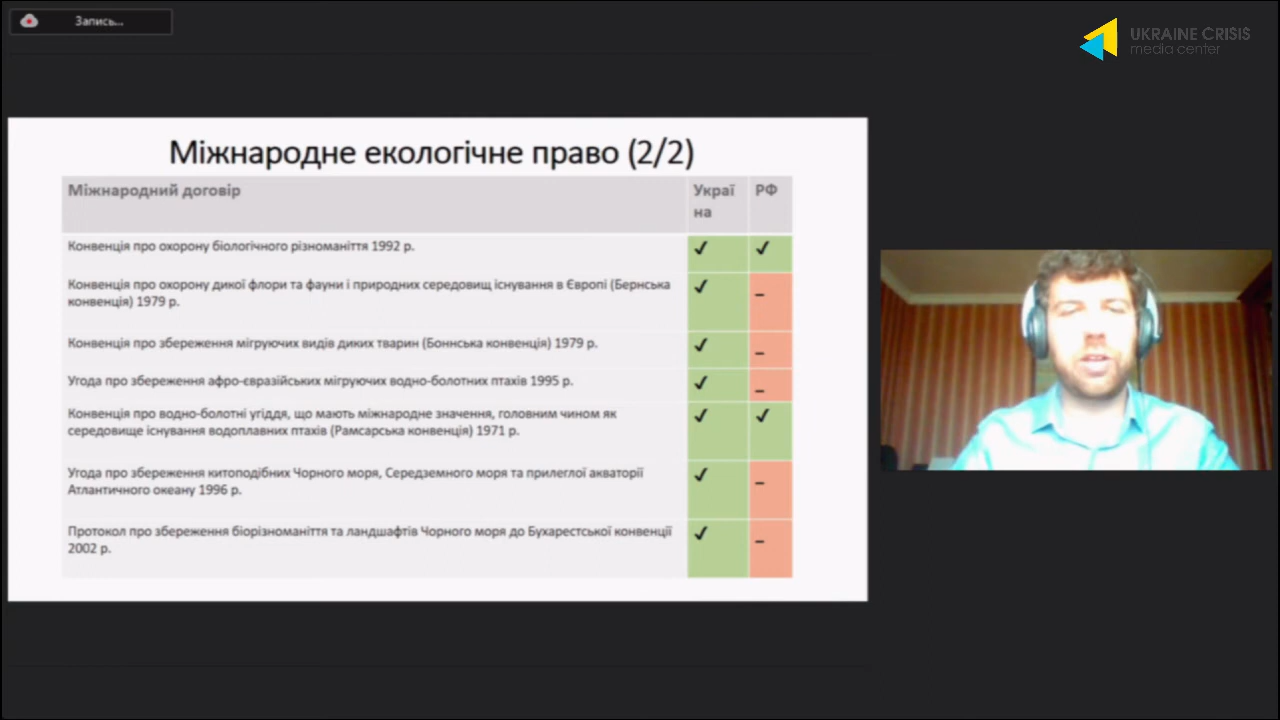 Запись...
UKRAINE CRISIS
media center
Міжнародне екологічне право (2/2)
Міжнародний договір
Украї
на
РФ
Конвенція про охорону біологічного різноманіття 1992 р.
✓ ✓
Конвенція про охорону дикої флори та фауни і природних середовищ існування в Європі (Бернська
конвенція) 1979 р.
✓ –
Конвенція про збереження мігруючих видів диких тварин (Боннська конвенція) 1979 р.
✓ –
Угода про збереження афро-євразійських мігруючих водно-болотних птахів 1995 р.
✓ –
Конвенція про водно-болотні угіддя, що мають міжнародне значення, головним чином як
середовище існування водоплавних птахів (Рамсарська конвенція) 1971 р.
✓ ✓
Угода про збереження китоподібних Чорного моря, Середземного моря та прилеглої акваторії
Атлантичного океану 1996 р.
✓ –
Протокол про збереження біорізноманіття та ландшафтів Чорного моря до Бухарестської конвенції
2002 р.
✓ –